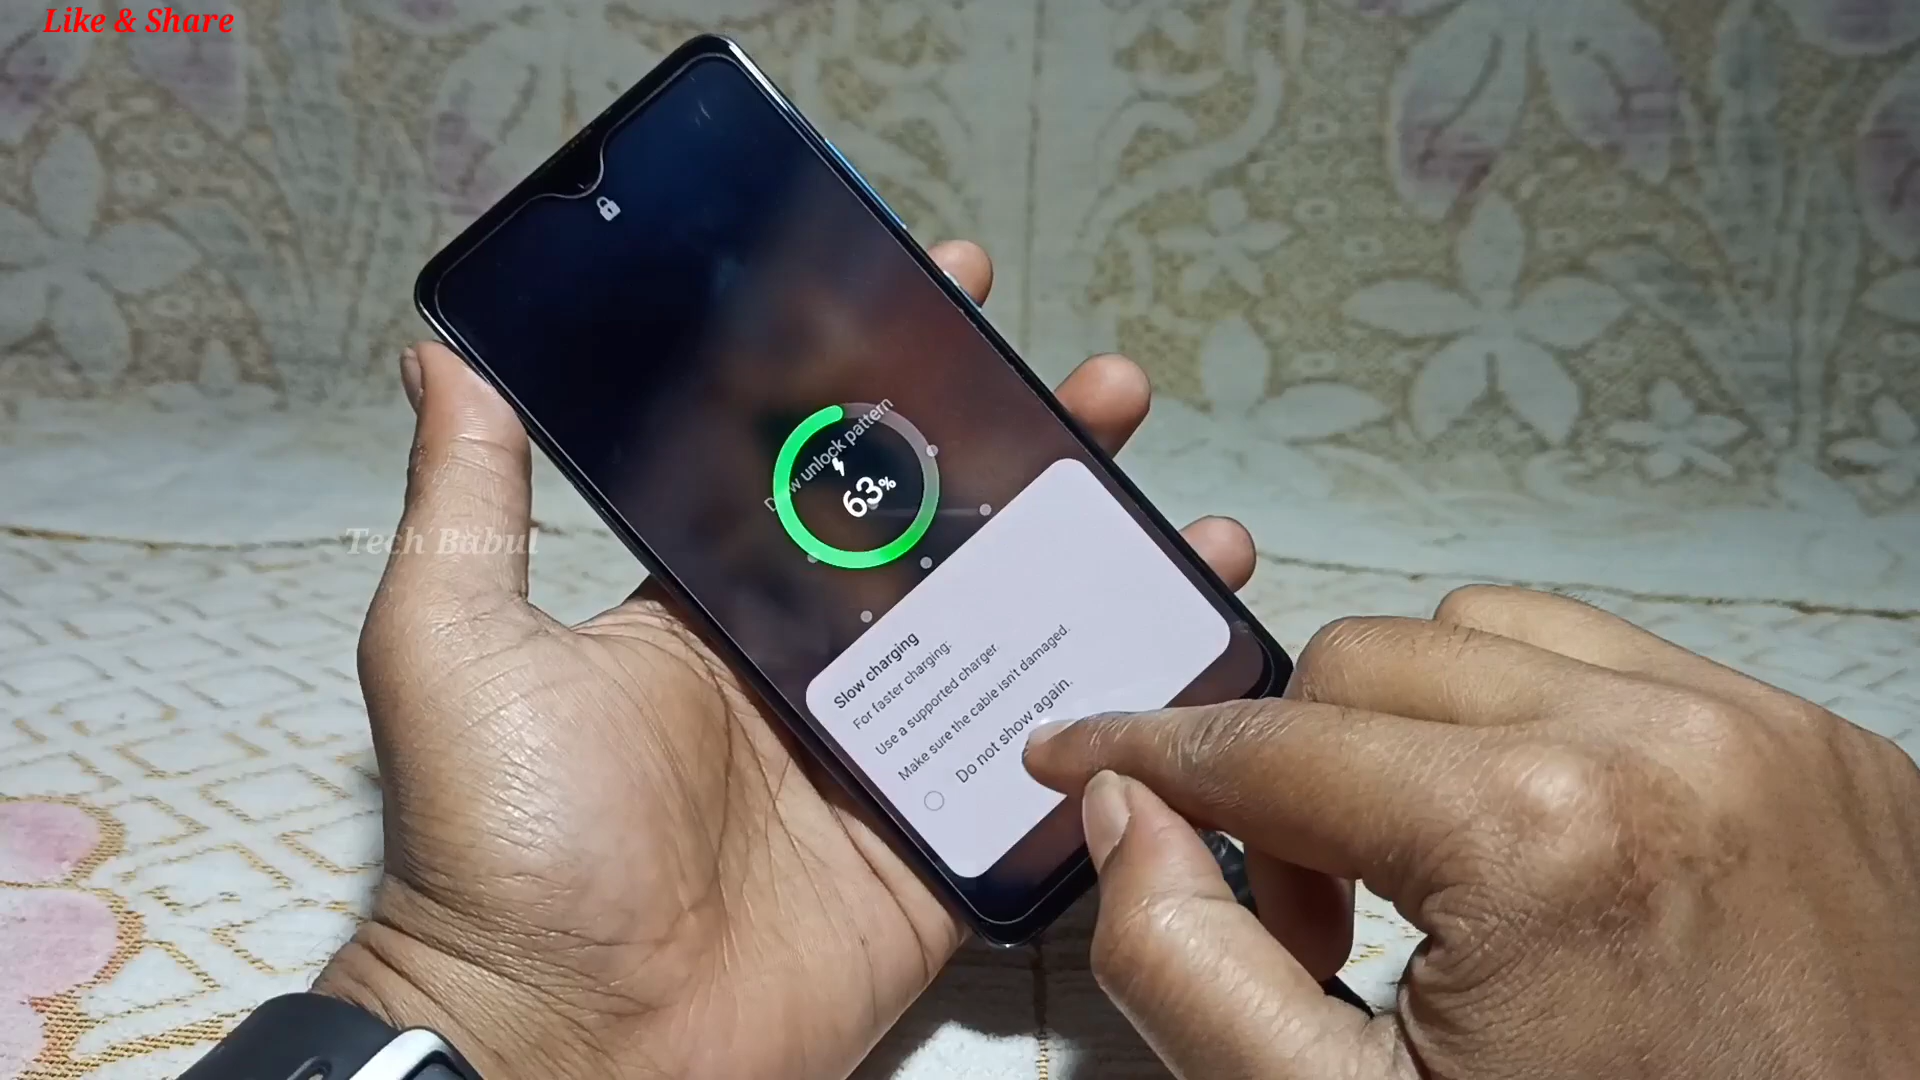 Like & Share
Draw unlock pattern
63%
Tech Babul
Slow charging
For faster charging:
Use a supported charger
Make sure the cable isn't damaged.
Do not show again.